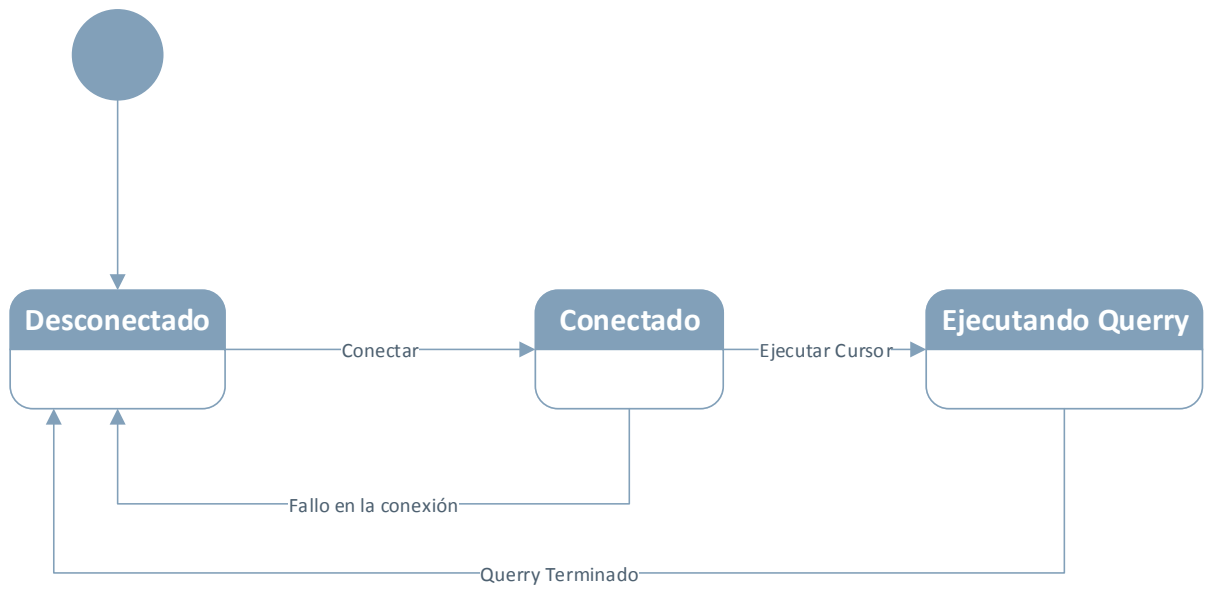 Desconectado
Conectar
Conectado
Ejecutar Cursor
Ejecutando Querry
Fallo en la conexión
Querry Terminado